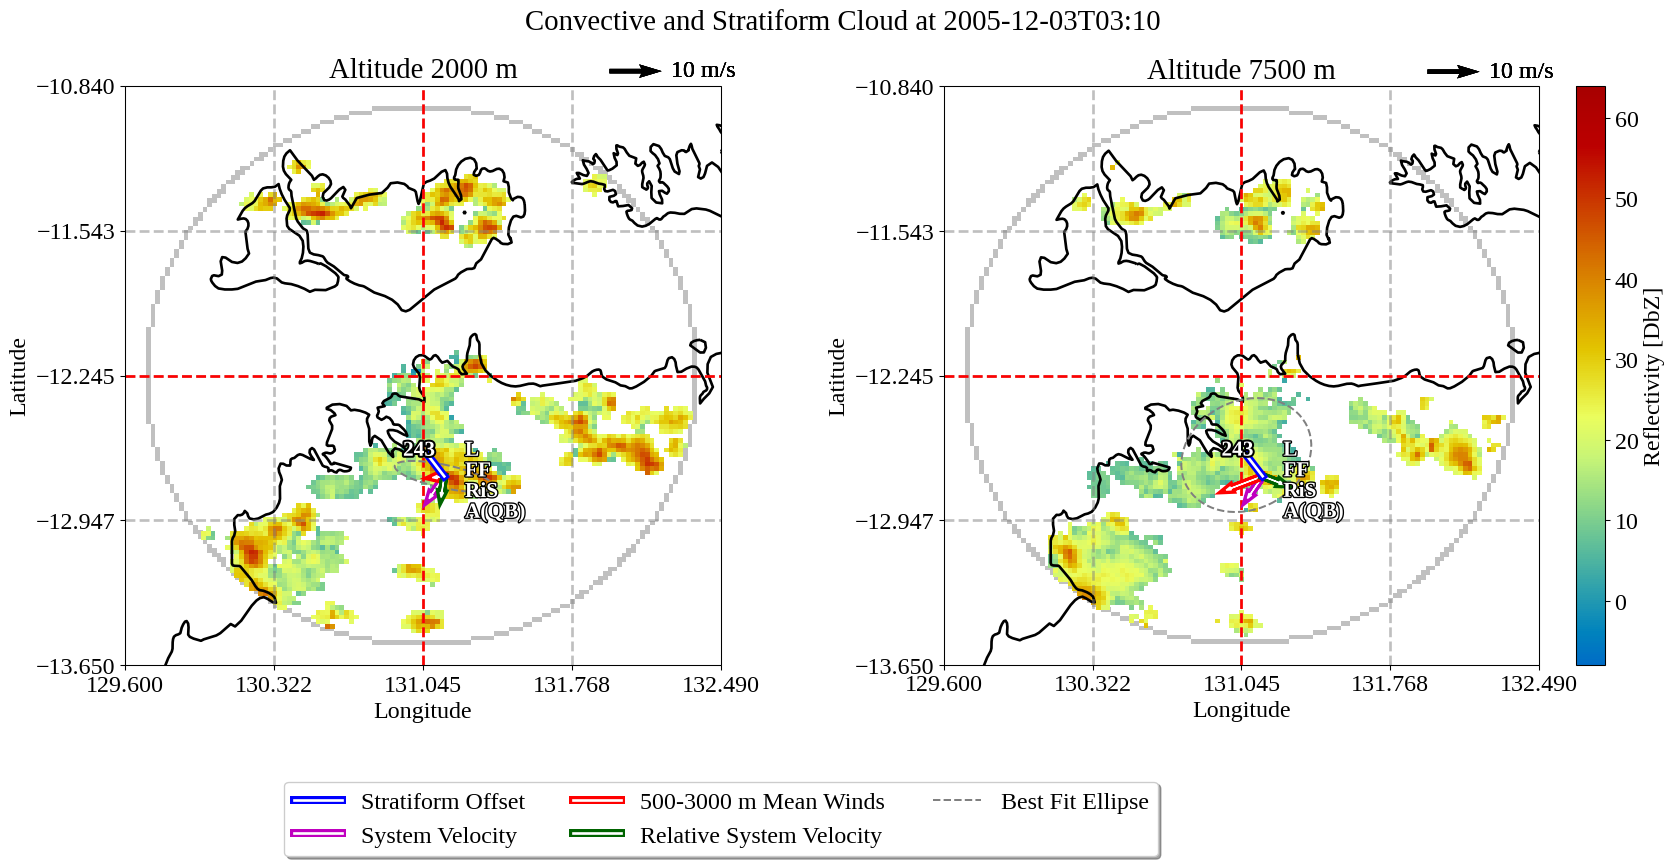 Convective and Stratiform Cloud at 2005-12-03T03:10
Altitude 2000 m
10 m/s
−10.840
−11.543
−12.245
−12.947
−13.650
129.600
130.322
131.045
131.768
132.490
Longitude
Latitude
243
L
FF
RiS
A(QB)
Altitude 7500 m
10 m/s
−10.840
−11.543
−12.245
−12.947
−13.650
129.600
130.322
131.045
131.768
132.490
Longitude
Latitude
243
L
FF
RiS
A(QB)
60
50
40
30
20
10
0
Reflectivity [DbZ]
Stratiform Offset
System Velocity
500-3000 m Mean Winds
Relative System Velocity
Best Fit Ellipse